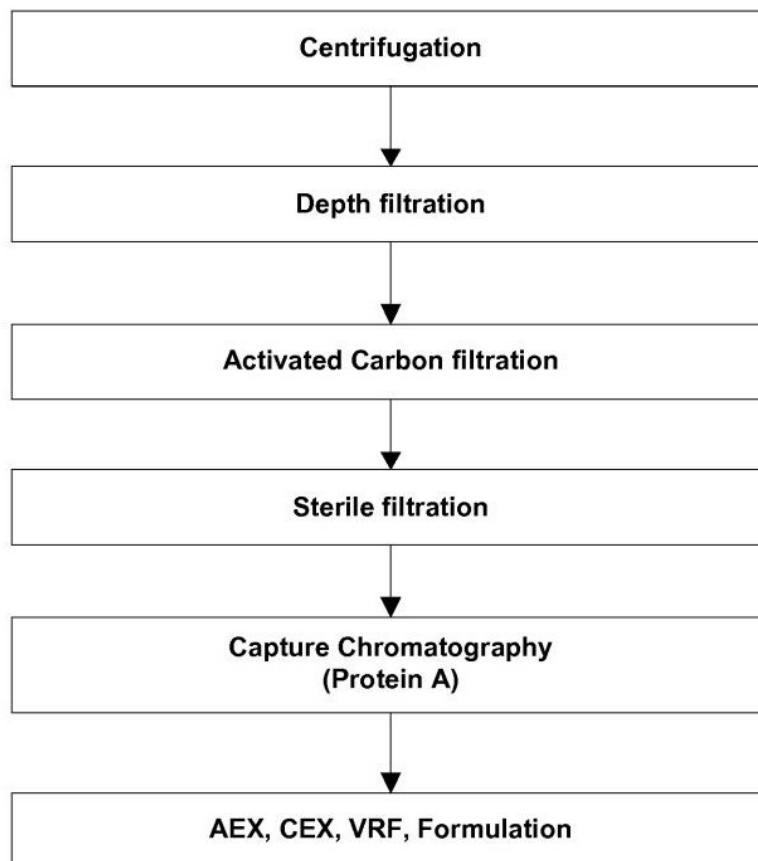 Centrifugation
Depth filtration
Activated Carbon filtration
Sterile filtration
Capture Chromatography
(Protein A)
AEX, CEX, VRF, Formulation